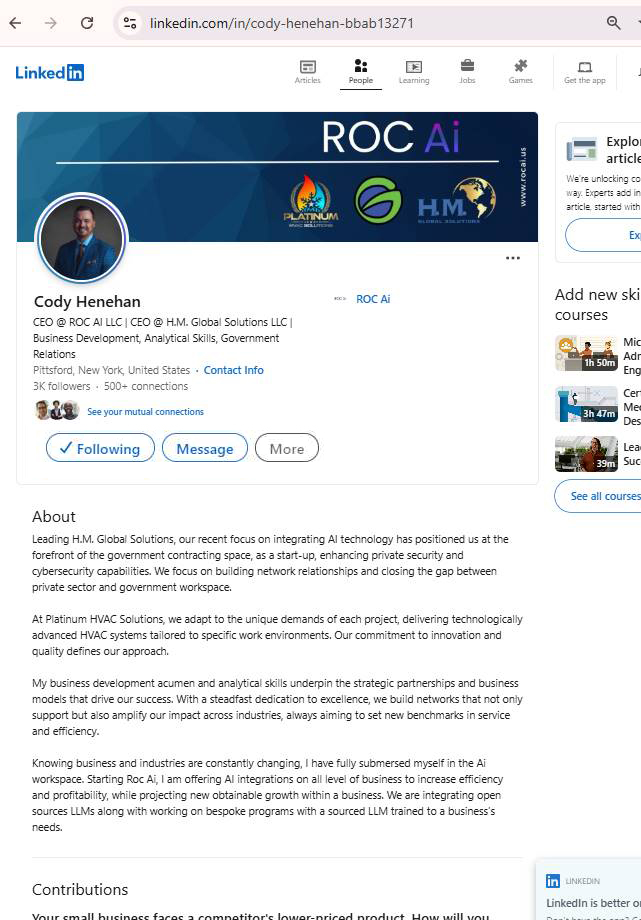 linkedin.com/in/cody-henehan-bbab13271
Linked in
Articles
People
Learning
Jobs
Games
Get the app
ROC Ai
www.rocai.us
PLATINUM
HVAC SOLUTIONS
H.M.
GLOBAL SOLUTIONS
Cody Henehan
ROC Ai
CEO @ ROC AI LLC | CEO @ H.M. Global Solutions LLC |
Business Development, Analytical Skills, Government
Relations
Pittsford, New York, United States · Contact Info
3K followers · 500+ connections
See your mutual connections
Following
Message
More
About
Leading H.M. Global Solutions, our recent focus on integrating AI technology has positioned us at the
forefront of the government contracting space, as a start-up, enhancing private security and
cybersecurity capabilities. We focus on building network relationships and closing the gap between
private sector and government workspace.
At Platinum HVAC Solutions, we adapt to the unique demands of each project, delivering technologically
advanced HVAC systems tailored to specific work environments. Our commitment to innovation and
quality defines our approach.
My business development acumen and analytical skills underpin the strategic partnerships and business
models that drive our success. With a steadfast dedication to excellence, we build networks that not only
support but also amplify our impact across industries, always aiming to set new benchmarks in service
and efficiency.
Knowing business and industries are constantly changing, I have fully submersed myself in the Ai
workspace. Starting Roc Ai, I am offering AI integrations on all level of business to increase efficiency
and profitability, while projecting new obtainable growth within a business. We are integrating open
sources LLMs along with working on bespoke programs with a sourced LLM trained to a business's
needs.
Contributions
Your small business faces a competitor's lower-priced product. How will you
Explor
article
We're unlocking co
way. Experts add in
article, started with
Ex
Add new ski
courses
1h 50m
Mic
Adr
Eng
3h 47m
Cer
Me
Des
39m
Lea
Suc
See all courses
LINKEDIN
LinkedIn is better o